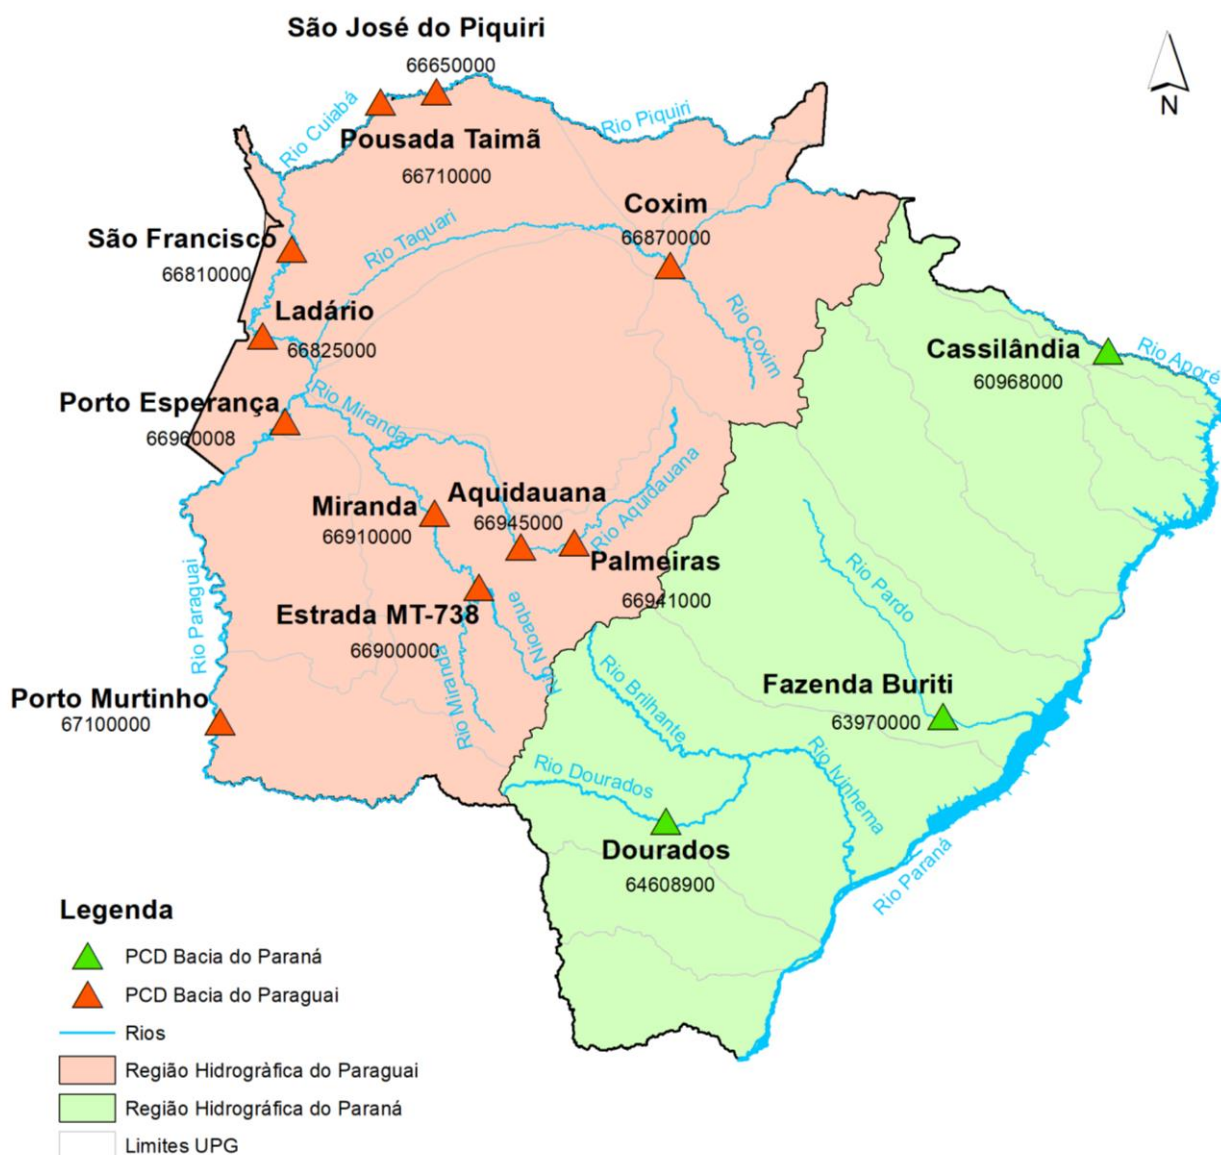 São José do Piquiri
66650000
N
Rio Cuiabá
Rio Piquiri
Pousada Taimã
66710000
Coxim
66870000
São Francisco
66810000
Rio Taquari
Ladário
66825000
Rio Coxim
Cassilândia
60968000
Rio Aporé
Porto Esperança
66960008
Rio Miranda
Miranda
66910000
Aquidauana
66945000
Rio Aquidauana
Palmeiras
66941000
Rio Paraguai
Estrada MT-738
66900000
Rio Nioaque
Rio Miranda
Rio Pardo
Porto Murtinho
67100000
Rio Brilhante
Fazenda Buriti
63970000
Rio Dourados
Rio Ivinhema
Dourados
64608900
Rio Paraná
Legenda
PCD Bacia do Paraná
PCD Bacia do Paraguai
Rios
Região Hidrogràfica do Paraguai
Região Hidrográfica do Paraná
Limites UPG